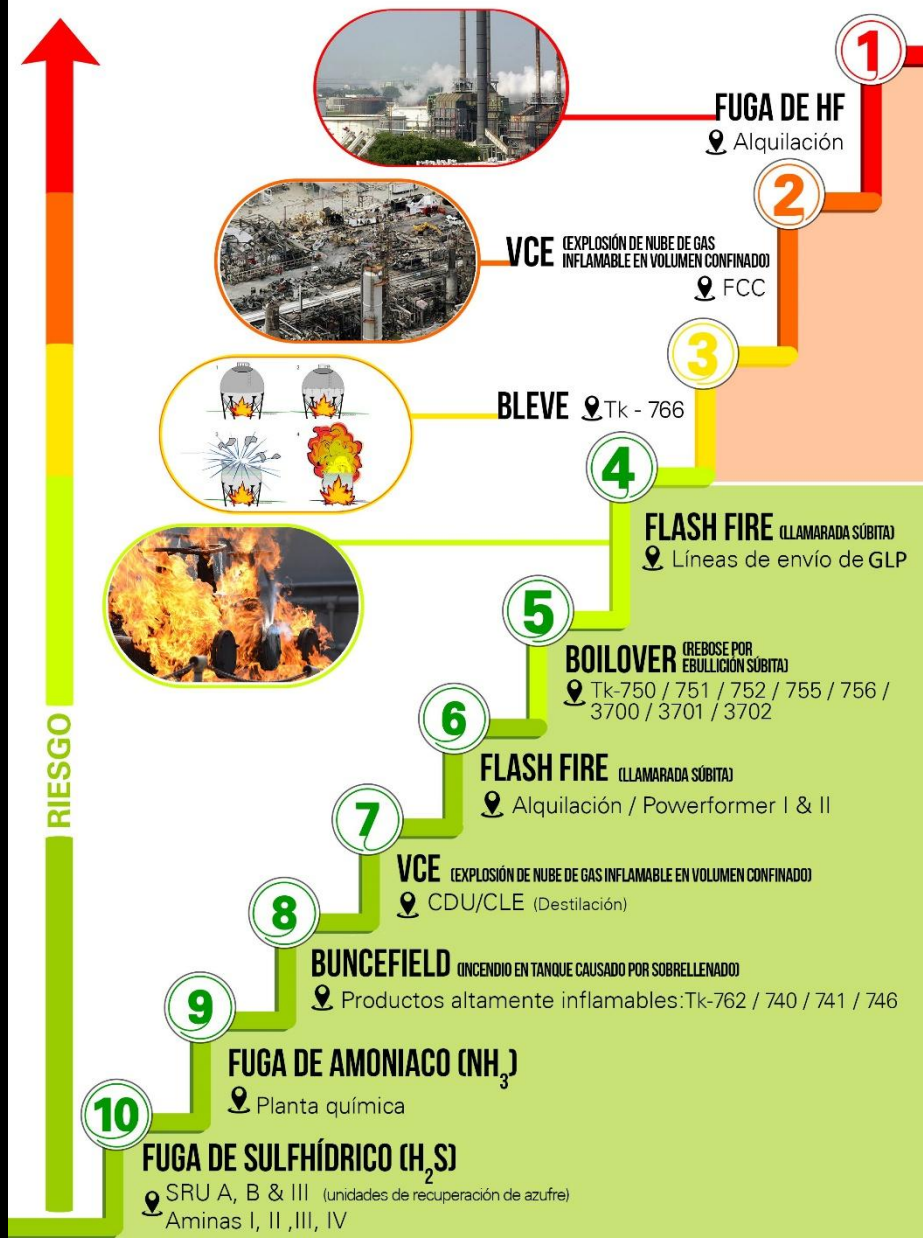 RIESGO
1
FUGA DE HF
Alquilación
2
VCE (EXPLOSIÓN DE NUBE DE GAS
INFLAMABLE EN VOLUMEN CONFINADO)
FCC
3
BLEVE Tk - 766
1 2
3 4
4
FLASH FIRE (LLAMARADA SÚBITA)
Líneas de envío de GLP
5
BOILOVER (REBOSE POR
EBULLICIÓN SÚBITA)
Tk-750 / 751 / 752 / 755 / 756 /
3700 / 3701 / 3702
6
FLASH FIRE (LLAMARADA SÚBITA)
Alquilación / Powerformer I & II
7
VCE (EXPLOSIÓN DE NUBE DE GAS INFLAMABLE EN VOLUMEN CONFINADO)
CDU/CLE (Destilación)
8
BUNCEFIELD (INCENDIO EN TANQUE CAUSADO POR SOBRELLENADO)
Productos altamente inflamables:Tk-762 / 740 / 741 / 746
9
FUGA DE AMONIACO (NH₃)
Planta química
10
FUGA DE SULFHÍDRICO (H₂S)
SRU A, B & III (unidades de recuperación de azufre)
Aminas I, II ,III, IV